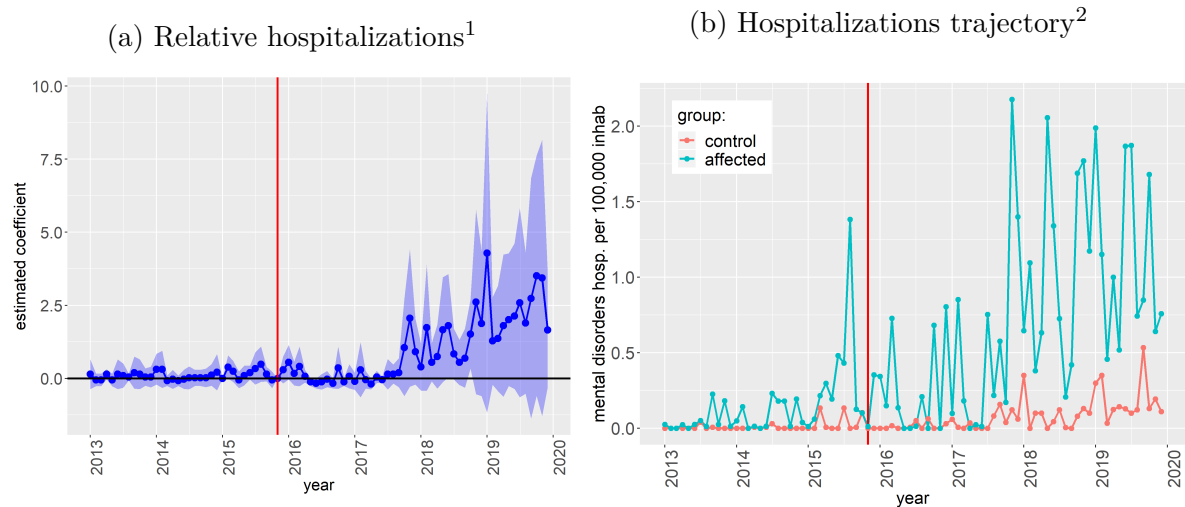 (a) Relative hospitalizations¹
10.0
7.5
5.0
2.5
0.0
estimated coefficient
2013
2014
2015
2016
2017
2018
2019
2020
year
(b) Hospitalizations trajectory²
group:
control
affected
2.0
1.5
1.0
0.5
0.0
mental disorders hosp. per 100,000 inhab
2013
2014
2015
2016
2017
2018
2019
2020
year